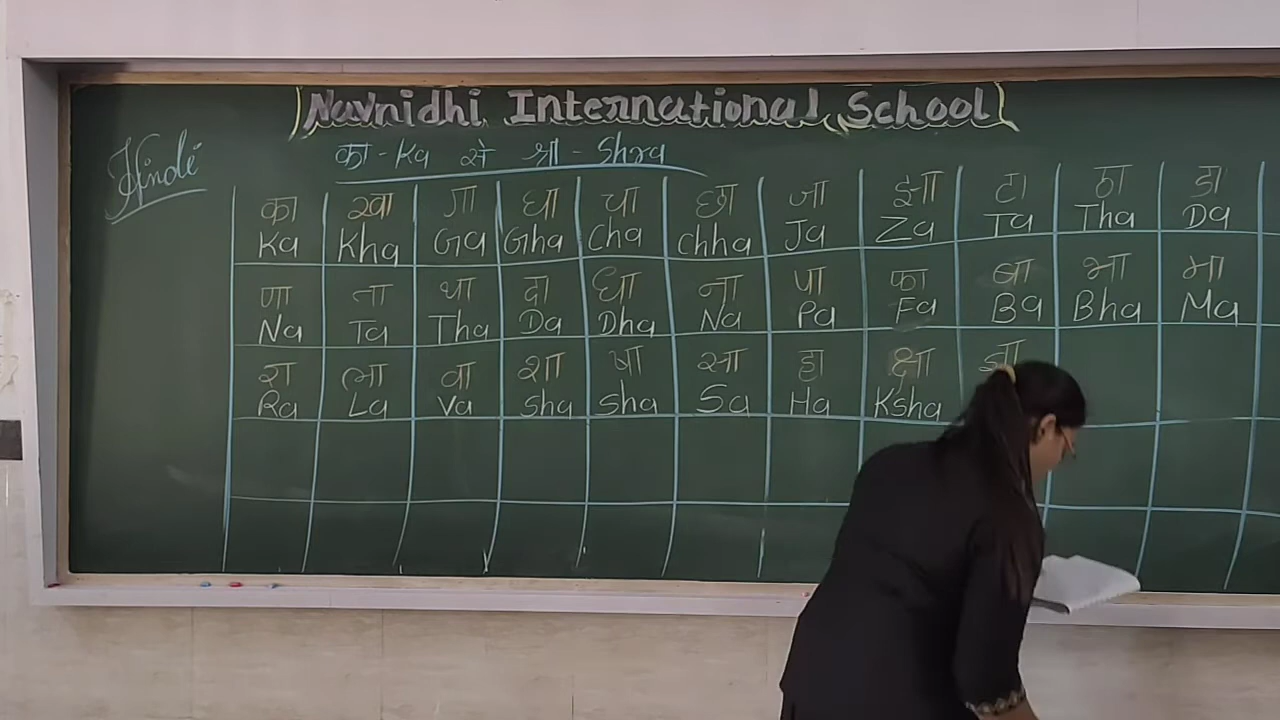 Navnidhi International School
Hindi
का - Ka से श्रा - Shra
का खा गा घा चा छा जा झा टा ठा डा
Ka Kha Ga Gha Cha Chha Ja Za Ta Tha Da
णा ता था दा धा ना पा फा बा भा मा
Na Ta Tha Da Dha Na Pa Fa Ba Bha Ma
रा ला वा शा षा सा हा क्षा
Ra La Va Sha Sha Sa Ha Ksha